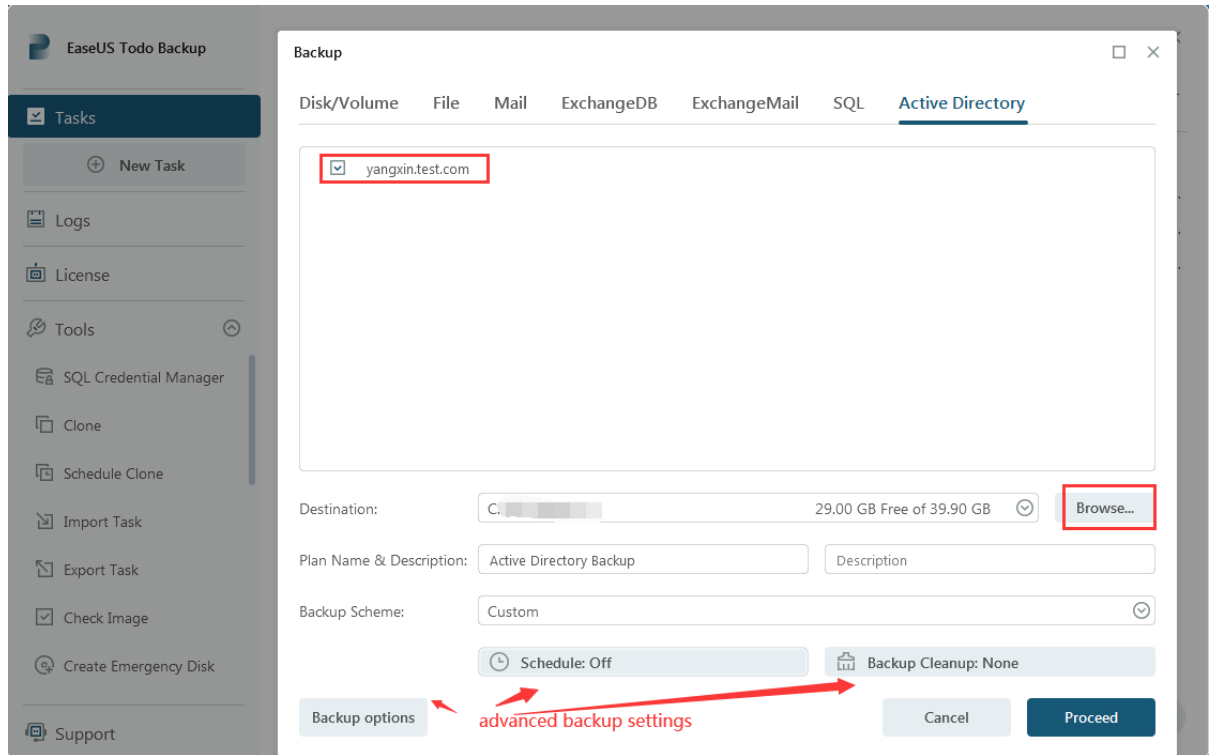 EaseUS Todo Backup
Tasks
New Task
Logs
License
Tools
SQL Credential Manager
Clone
Schedule Clone
Import Task
Export Task
Check Image
Create Emergency Disk
Support
Backup
Disk/Volume File Mail ExchangeDB ExchangeMail SQL Active Directory
yangxin.test.com
Destination: C: 29.00 GB Free of 39.90 GB Browse...
Plan Name & Description: Active Directory Backup Description
Backup Scheme: Custom
Schedule: Off Backup Cleanup: None
Backup options advanced backup settings Cancel Proceed